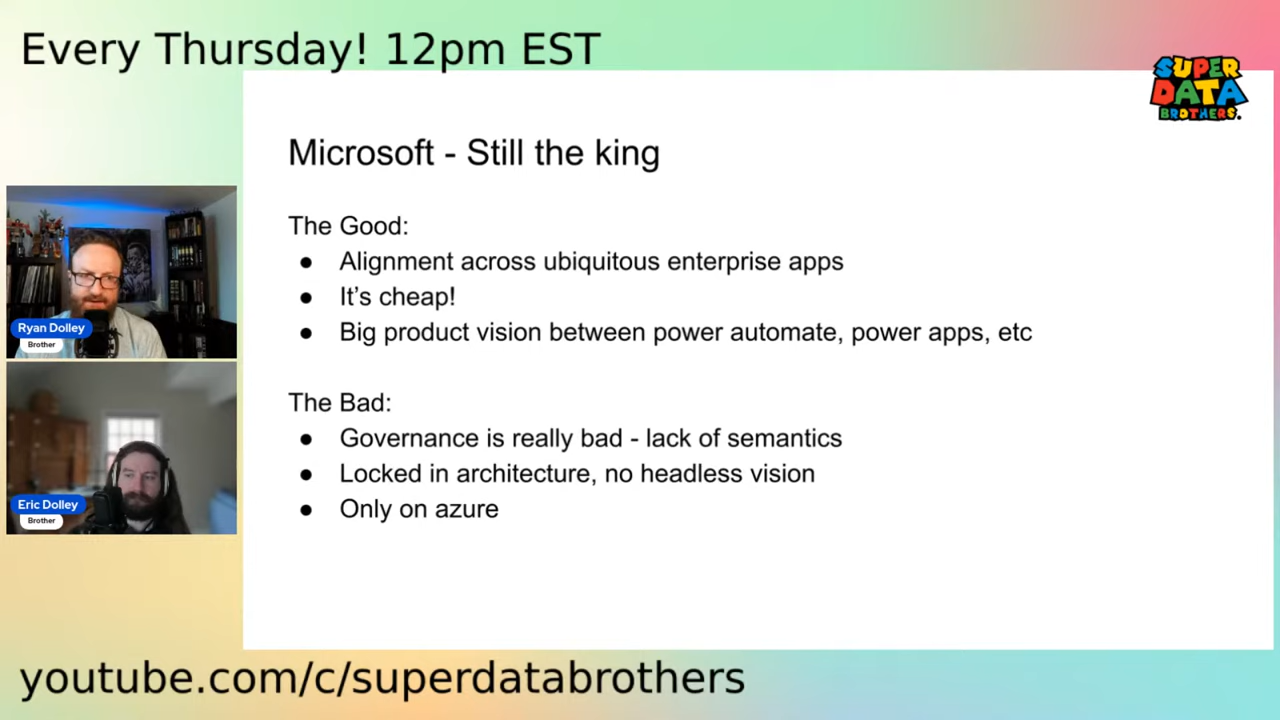 Every Thursday! 12pm EST
SUPER
DATA
BROTHERS.
Microsoft - Still the king
The Good:
● Alignment across ubiquitous enterprise apps
● It’s cheap!
● Big product vision between power automate, power apps, etc
The Bad:
● Governance is really bad - lack of semantics
● Locked in architecture, no headless vision
● Only on azure
Ryan Dolley
Brother
Eric Dolley
Brother
youtube.com/c/superdatabrothers